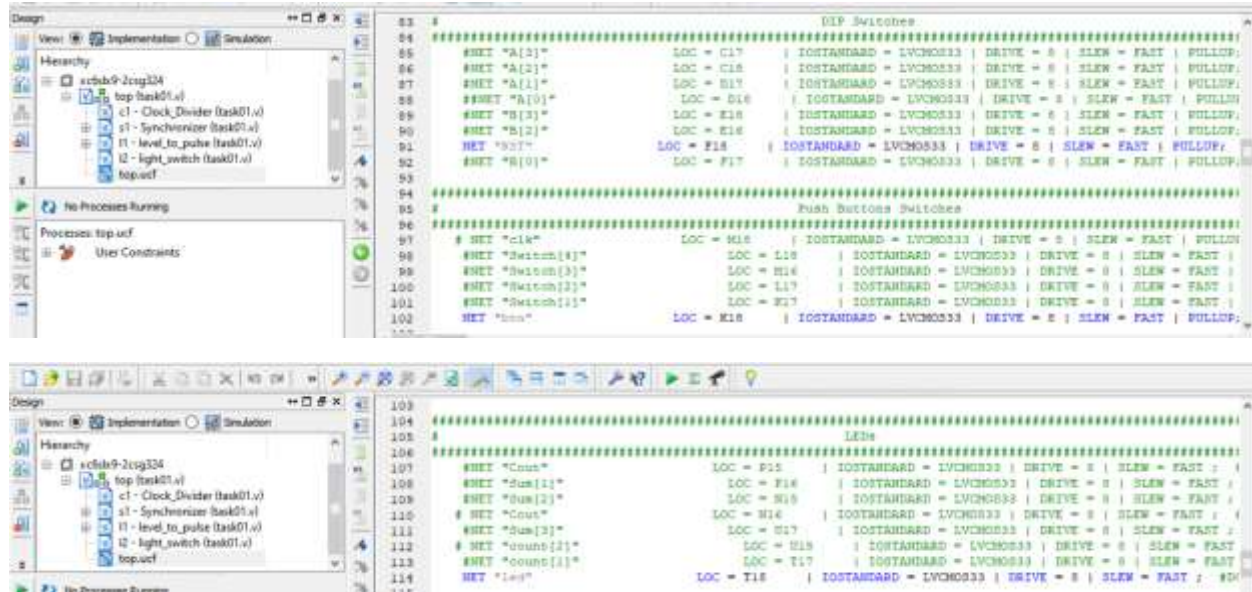 Design
View: Implementation Simulation
Hierarchy
xc6slx9-2csg324
top (task01.v)
c1 - Clock_Divider (task01.v)
s1 - Synchronizer (task01.v)
l1 - level_to_pulse (task01.v)
l2 - light_switch (task01.v)
top.ucf
No Processes Running
Processes: top.ucf
User Constraints
83 # DIP Switches
84 ####################################################################
85 #NET "A[3]" LOC = C17 | IOSTANDARD = LVCMOS33 | DRIVE = 8 | SLEW = FAST | PULLUP;
86 #NET "A[2]" LOC = C18 | IOSTANDARD = LVCMOS33 | DRIVE = 8 | SLEW = FAST | PULLUP;
87 #NET "A[1]" LOC = D17 | IOSTANDARD = LVCMOS33 | DRIVE = 8 | SLEW = FAST | PULLUP;
88 ##NET "A[0]" LOC = D18 | IOSTANDARD = LVCMOS33 | DRIVE = 8 | SLEW = FAST | PULLUP
89 #NET "B[3]" LOC = E18 | IOSTANDARD = LVCMOS33 | DRIVE = 8 | SLEW = FAST | PULLUP;
90 #NET "B[2]" LOC = E16 | IOSTANDARD = LVCMOS33 | DRIVE = 8 | SLEW = FAST | PULLUP;
91 NET "RST" LOC = F18 | IOSTANDARD = LVCMOS33 | DRIVE = 8 | SLEW = FAST | PULLUP;
92 #NET "B[0]" LOC = F17 | IOSTANDARD = LVCMOS33 | DRIVE = 8 | SLEW = FAST | PULLUP;
93
94 ####################################################################
95 # Push Buttons Switches
96 ####################################################################
97 # NET "clk" LOC = M18 | IOSTANDARD = LVCMOS33 | DRIVE = 8 | SLEW = FAST | PULLUP
98 #NET "Switch[4]" LOC = L18 | IOSTANDARD = LVCMOS33 | DRIVE = 8 | SLEW = FAST |
99 #NET "Switch[3]" LOC = M16 | IOSTANDARD = LVCMOS33 | DRIVE = 8 | SLEW = FAST |
100 #NET "Switch[2]" LOC = L17 | IOSTANDARD = LVCMOS33 | DRIVE = 8 | SLEW = FAST |
101 #NET "Switch[1]" LOC = K17 | IOSTANDARD = LVCMOS33 | DRIVE = 8 | SLEW = FAST |
102 NET "btn" LOC = K18 | IOSTANDARD = LVCMOS33 | DRIVE = 8 | SLEW = FAST | PULLUP;
Design
View: Implementation Simulation
Hierarchy
xc6slx9-2csg324
top (task01.v)
c1 - Clock_Divider (task01.v)
s1 - Synchronizer (task01.v)
l1 - level_to_pulse (task01.v)
l2 - light_switch (task01.v)
top.ucf
No Processes Running
103
104 ####################################################################
105 # LEDs
106 ####################################################################
107 #NET "Cout" LOC = P15 | IOSTANDARD = LVCMOS33 | DRIVE = 8 | SLEW = FAST ;
108 #NET "Sum[1]" LOC = P16 | IOSTANDARD = LVCMOS33 | DRIVE = 8 | SLEW = FAST ;
109 #NET "Sum[2]" LOC = N15 | IOSTANDARD = LVCMOS33 | DRIVE = 8 | SLEW = FAST ;
110 # NET "Cout" LOC = N16 | IOSTANDARD = LVCMOS33 | DRIVE = 8 | SLEW = FAST ;
111 #NET "Sum[3]" LOC = U17 | IOSTANDARD = LVCMOS33 | DRIVE = 8 | SLEW = FAST ;
112 # NET "count[2]" LOC = U18 | IOSTANDARD = LVCMOS33 | DRIVE = 8 | SLEW = FAST
113 #NET "count[1]" LOC = T17 | IOSTANDARD = LVCMOS33 | DRIVE = 8 | SLEW = FAST
114 NET "led" LOC = T18 | IOSTANDARD = LVCMOS33 | DRIVE = 8 | SLEW = FAST ;